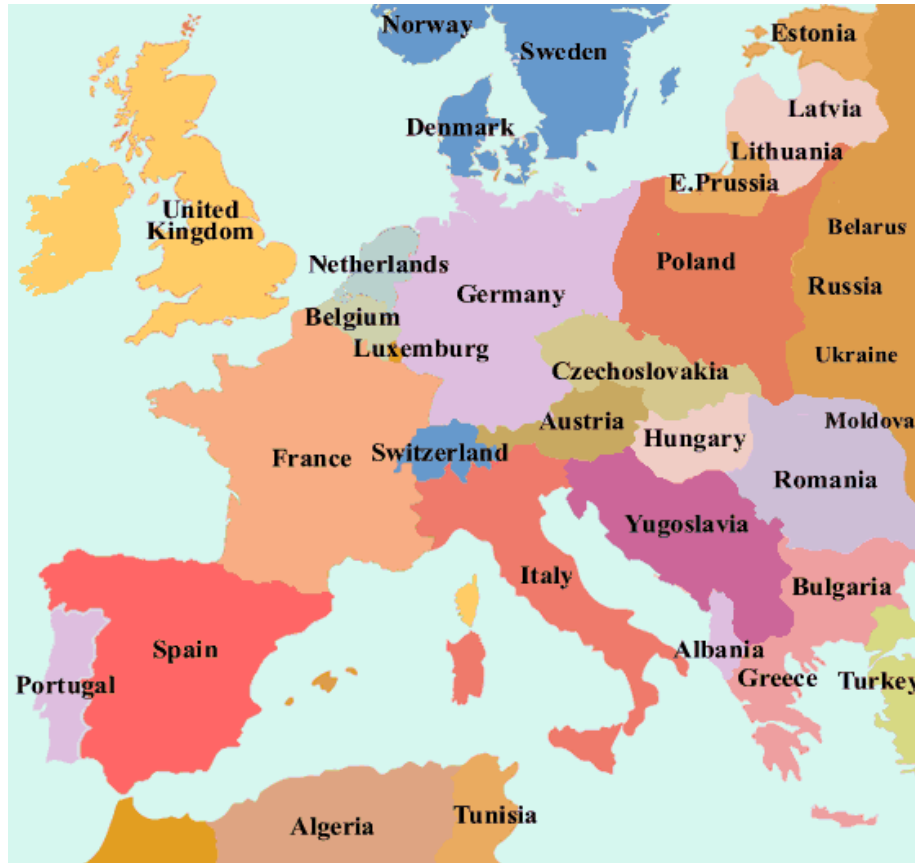 Norway
Sweden
Estonia
Latvia
Denmark
Lithuania
E.Prussia
United
Kingdom
Belarus
Netherlands
Poland
Germany
Russia
Belgium
Luxemburg
Ukraine
Czechoslovakia
Austria
Moldova
Hungary
France
Switzerland
Romania
Yugoslavia
Italy
Bulgaria
Spain
Albania
Portugal
Greece
Turkey
Algeria
Tunisia